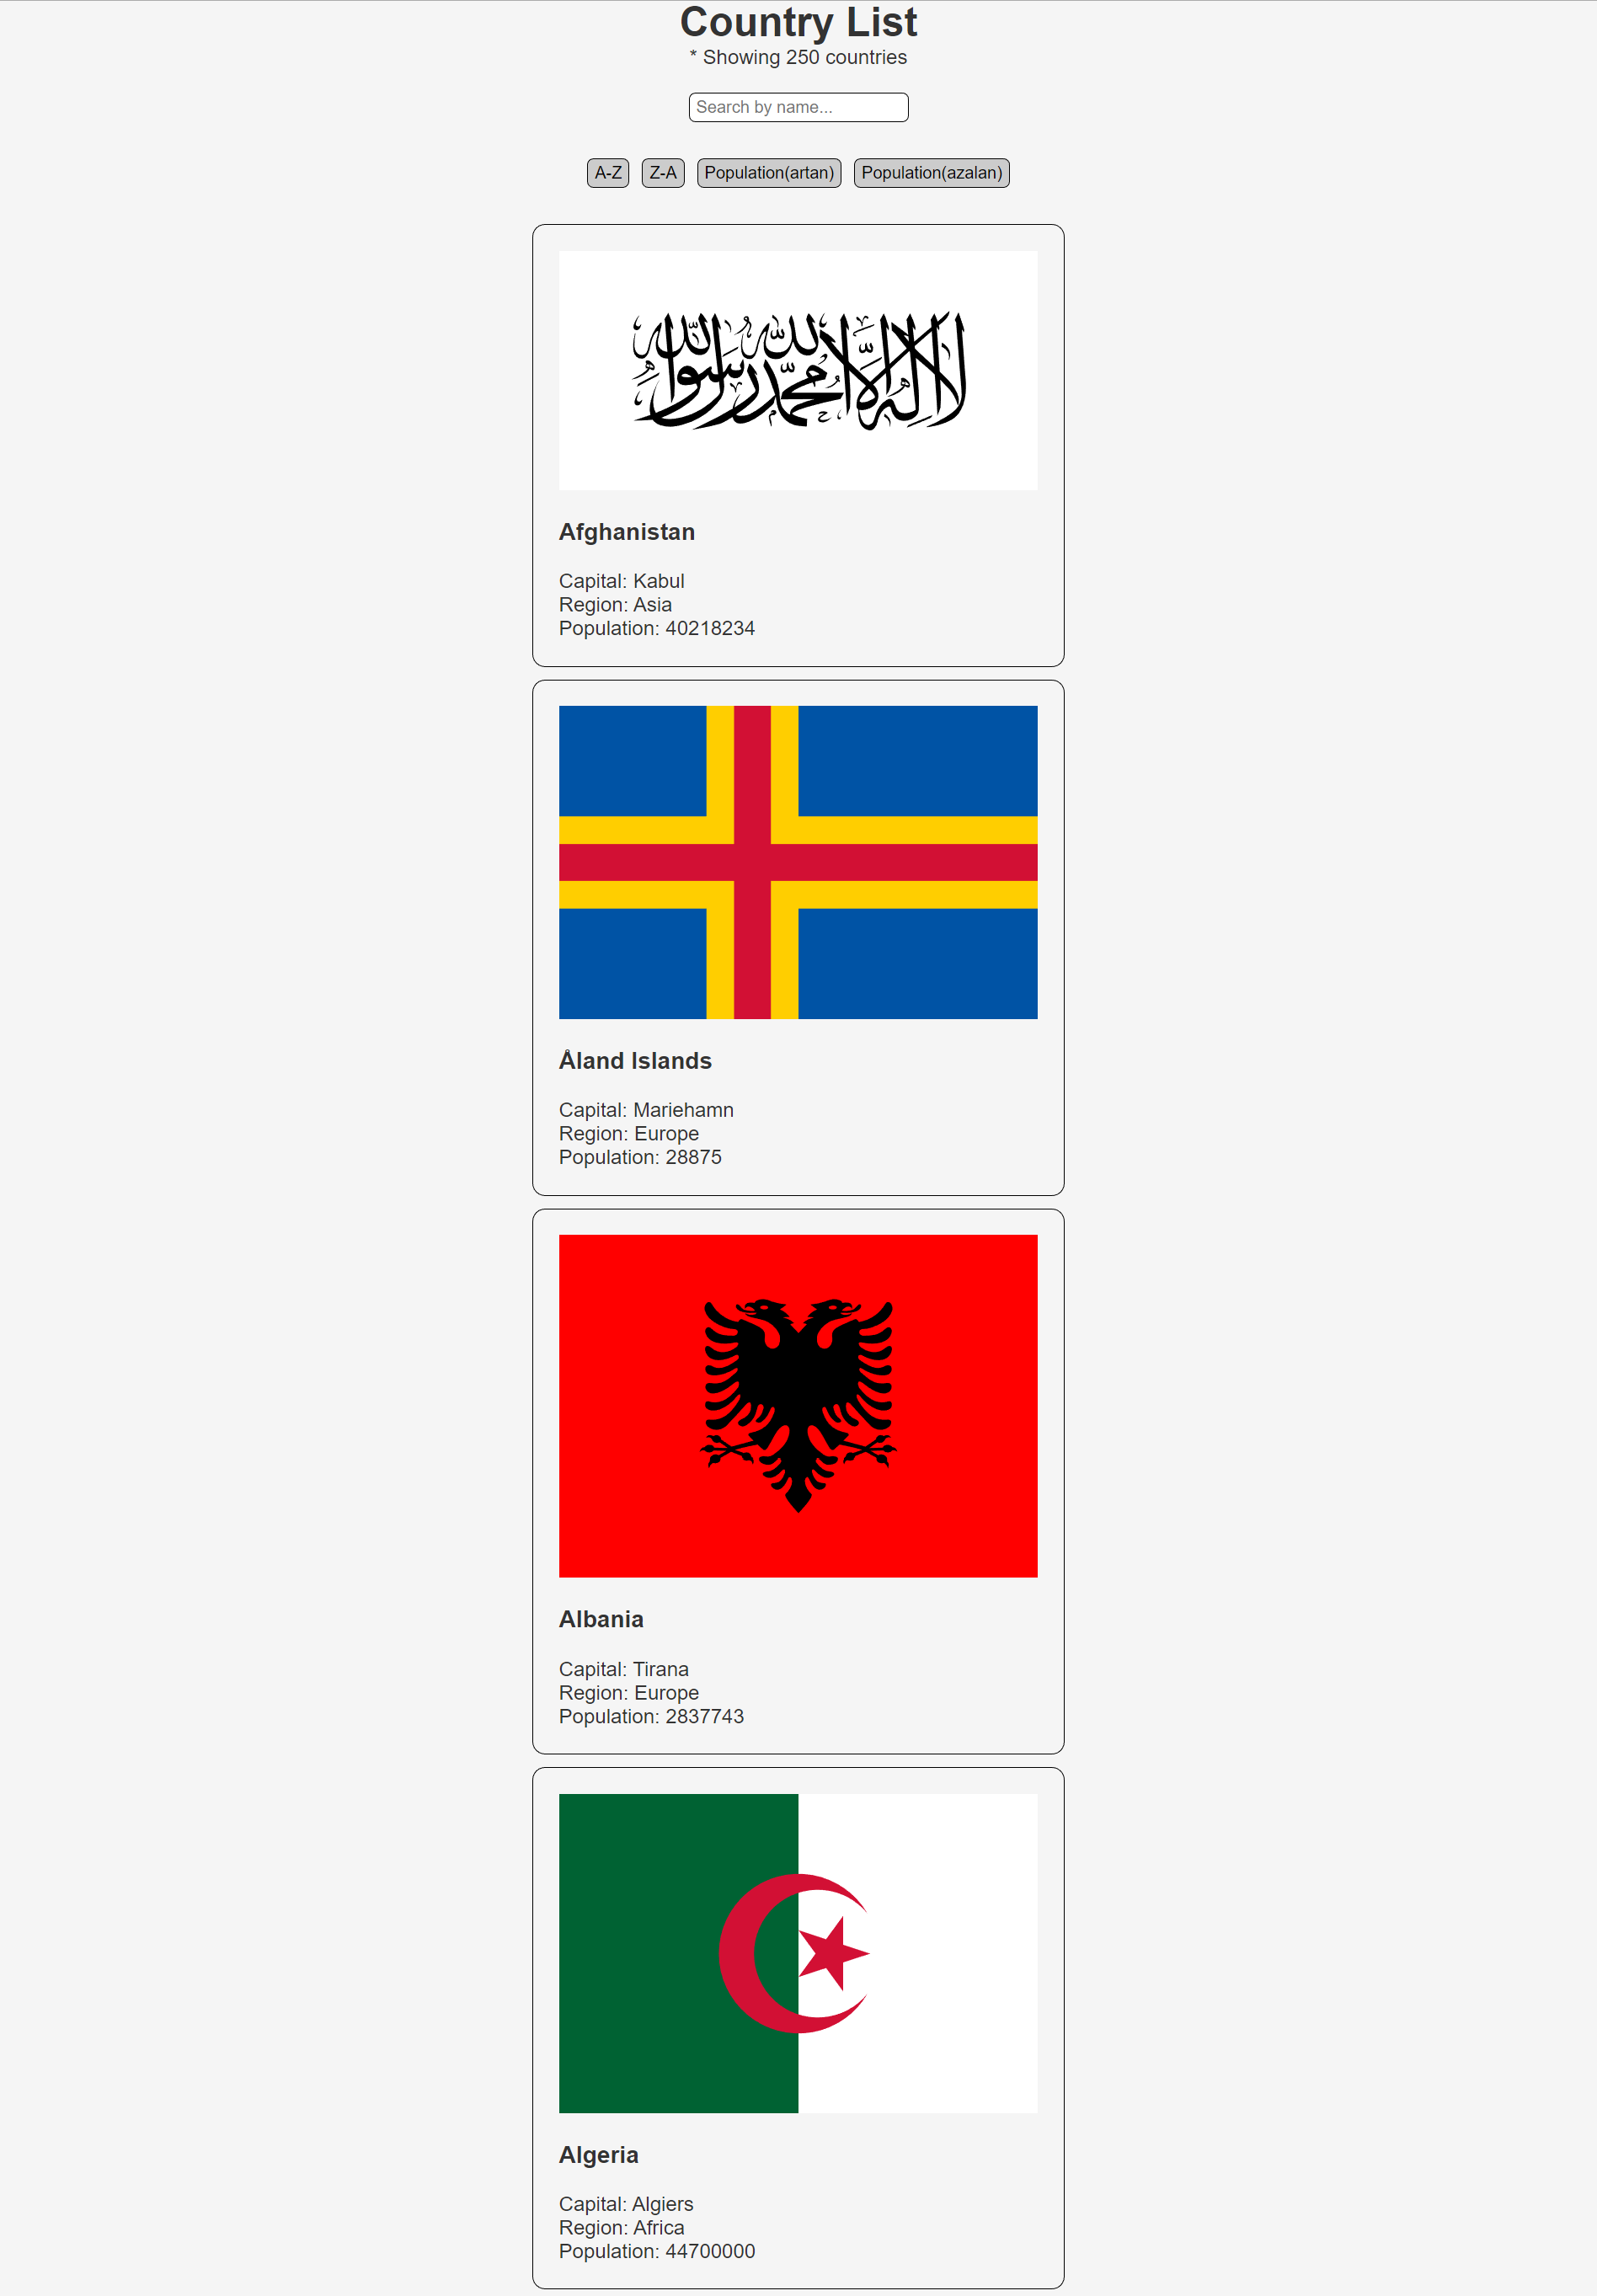 Country List
* Showing 250 countries
Search by name...
A-Z Z-A Population(artan) Population(azalan)
لا إله إلا الله محمد رسول الله
Afghanistan
Capital: Kabul
Region: Asia
Population: 40218234
Åland Islands
Capital: Mariehamn
Region: Europe
Population: 28875
Albania
Capital: Tirana
Region: Europe
Population: 2837743
Algeria
Capital: Algiers
Region: Africa
Population: 44700000